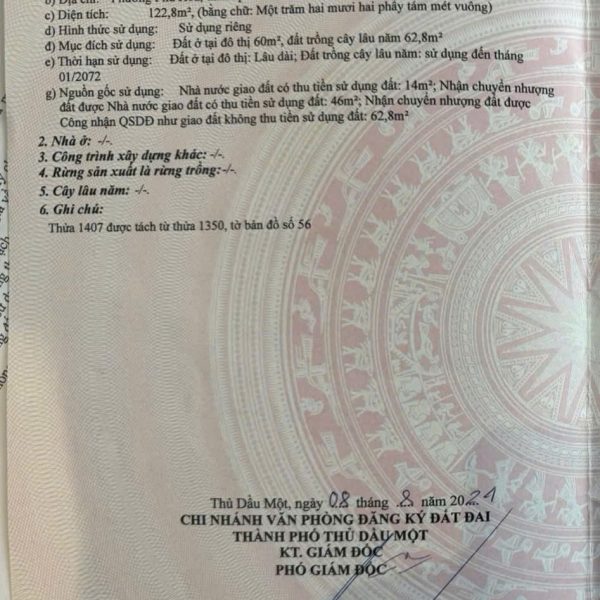 c) Diện tích: 122,8m², (bằng chữ: Một trăm hai mươi hai phẩy tám mét vuông)
d) Hình thức sử dụng: Sử dụng riêng
đ) Mục đích sử dụng: Đất ở tại đô thị 60m², đất trồng cây lâu năm 62,8m²
e) Thời hạn sử dụng: Đất ở tại đô thị: Lâu dài; Đất trồng cây lâu năm: sử dụng đến tháng
01/2072
g) Nguồn gốc sử dụng: Nhà nước giao đất có thu tiền sử dụng đất: 14m²; Nhận chuyển nhượng
đất được Nhà nước giao đất có thu tiền sử dụng đất: 46m²; Nhận chuyển nhượng đất được
Công nhận QSDĐ như giao đất không thu tiền sử dụng đất: 62,8m²
2. Nhà ở: -/-.
3. Công trình xây dựng khác: -/-.
4. Rừng sản xuất là rừng trồng:-/-.
5. Cây lâu năm: -/-.
6. Ghi chú:
Thửa 1407 được tách từ thửa 1350, tờ bản đồ số 56
Thủ Dầu Một, ngày 08 tháng 8 năm 2021
CHI NHÁNH VĂN PHÒNG ĐĂNG KÝ ĐẤT ĐAI
THÀNH PHỐ THỦ DẦU MỘT
KT. GIÁM ĐỐC
PHÓ GIÁM ĐỐC